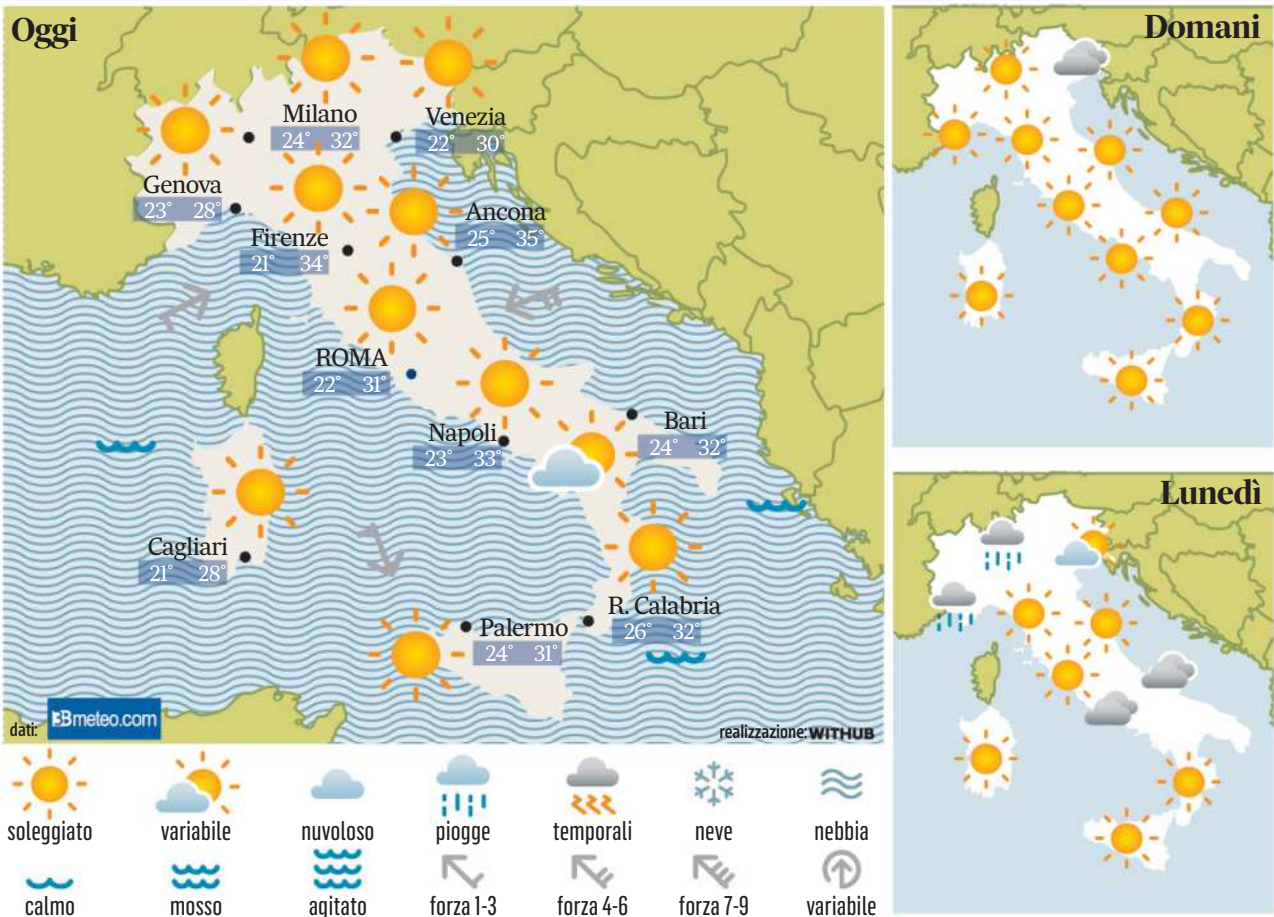 Oggi
Milano
24° 32°
Venezia
22° 30°
Genova
23° 28°
Firenze
21° 34°
Ancona
25° 35°
ROMA
22° 31°
Napoli
23° 33°
Bari
24° 32°
Cagliari
21° 28°
R. Calabria
26° 32°
Palermo
24° 31°
dati: 3Bmeteo.com
realizzazione: WITHUB
Domani
Lunedì
soleggiato variabile nuvoloso piogge temporali neve nebbia
calmo mosso agitato forza 1-3 forza 4-6 forza 7-9 variabile